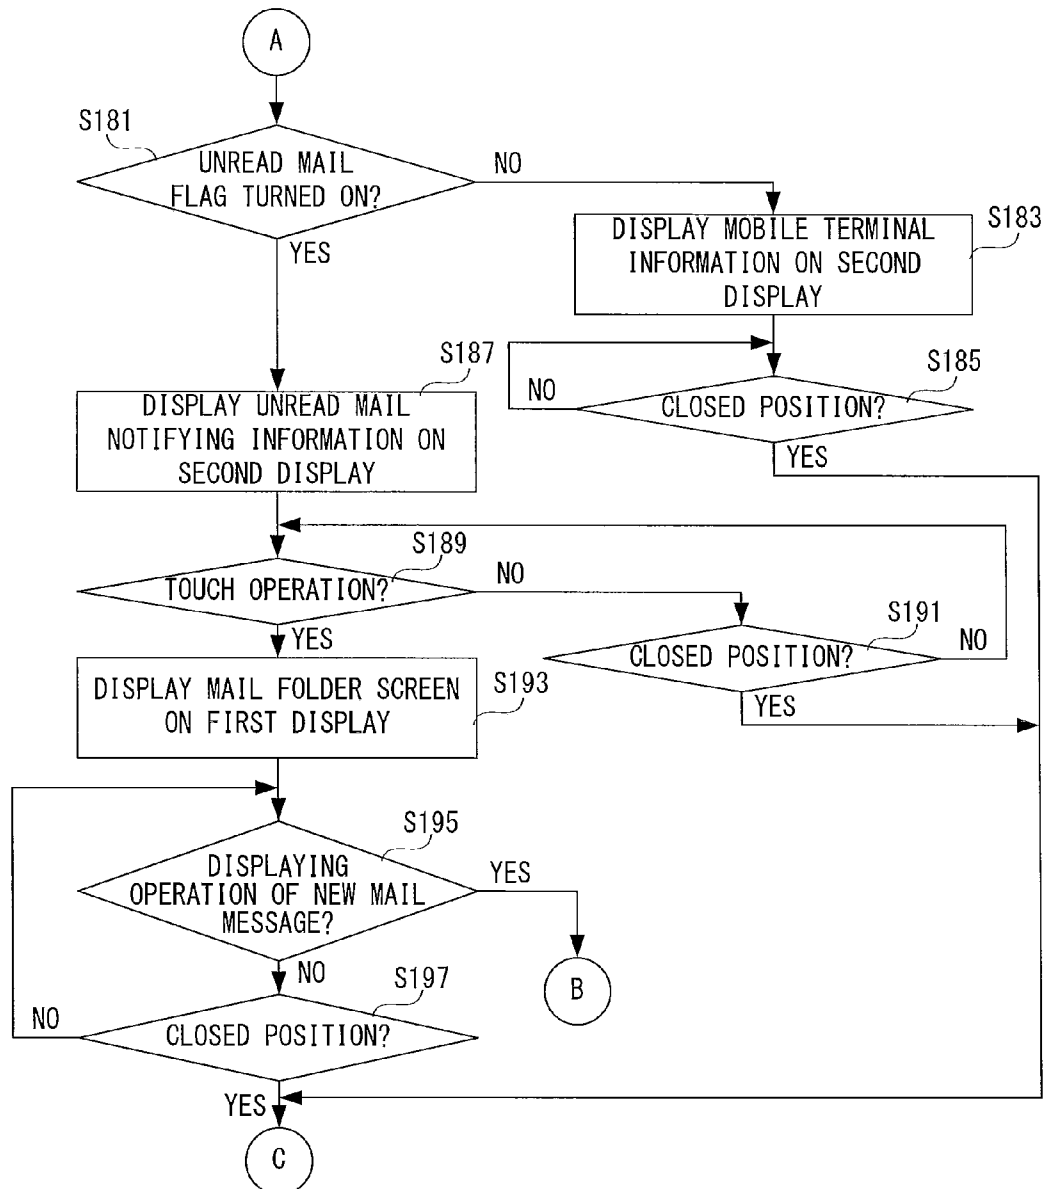 A
S181
UNREAD MAIL
FLAG TURNED ON?
NO
YES
S183
DISPLAY MOBILE TERMINAL
INFORMATION ON SECOND
DISPLAY
S187
DISPLAY UNREAD MAIL
NOTIFYING INFORMATION ON
SECOND DISPLAY
S185
CLOSED POSITION?
NO
YES
S189
TOUCH OPERATION?
NO
YES
S191
CLOSED POSITION?
NO
YES
S193
DISPLAY MAIL FOLDER SCREEN
ON FIRST DISPLAY
S195
DISPLAYING
OPERATION OF NEW MAIL
MESSAGE?
YES
B
NO
S197
CLOSED POSITION?
NO
YES
C